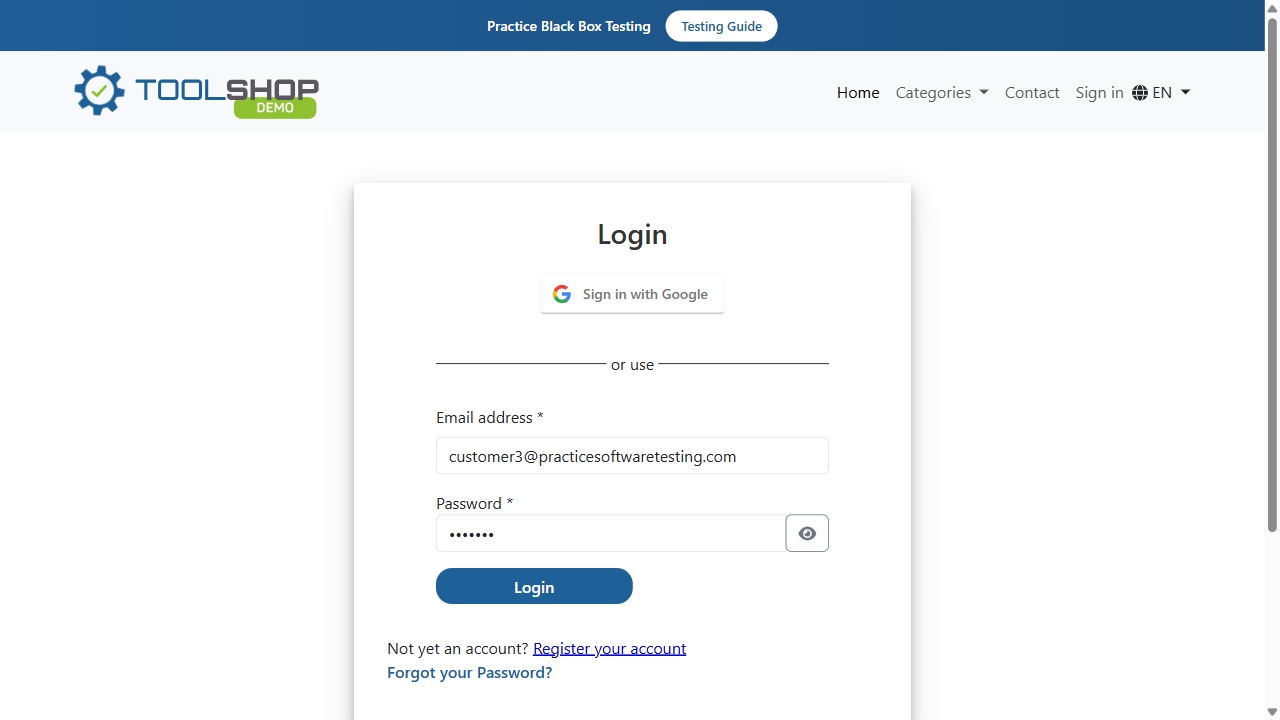 Practice Black Box Testing Testing Guide
TOOLSHOP
DEMO
Home Categories Contact Sign in EN
Login
Sign in with Google
or use
Email address *
customer3@practicesoftwaretesting.com
Password *
•••••••
Login
Not yet an account? Register your account
Forgot your Password?